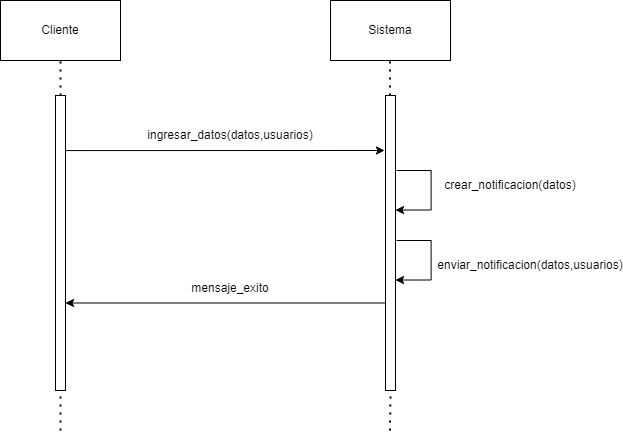 Cliente
Sistema
ingresar_datos(datos,usuarios)
crear_notificacion(datos)
enviar_notificacion(datos,usuarios)
mensaje_exito